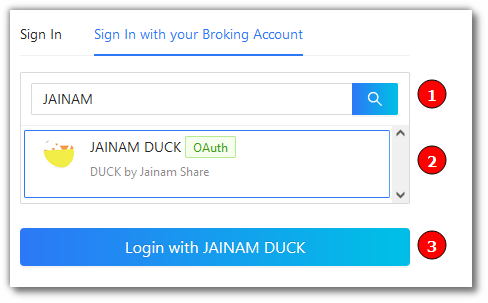 Sign In
Sign In with your Broking Account
JAINAM
1
JAINAM DUCK OAuth
DUCK by Jainam Share
2
Login with JAINAM DUCK
3